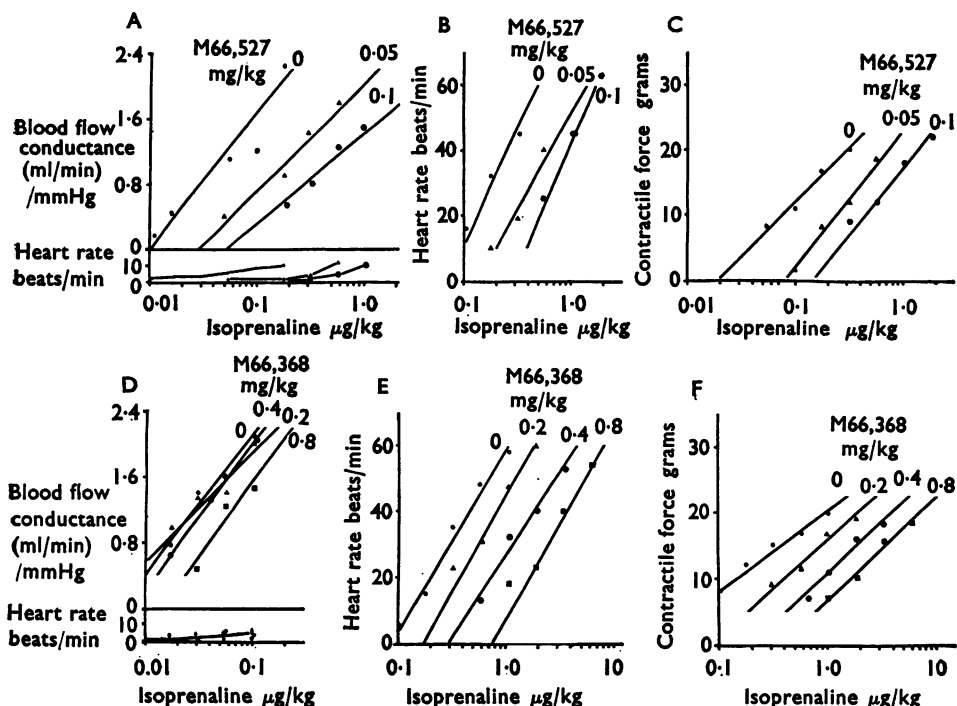 A
M66,527
mg/kg
0
0·05
0·1
2·4
1·6
0·8
0
Blood flow
conductance
(ml/min)
/mmHg
Heart rate
beats/min
10
0
0·01
0·1
1·0
Isoprenaline µg/kg
B
M66,527
mg/kg
0
0·05
0·1
Heart rate beats/min
60
40
20
0
0·1
1·0
Isoprenaline µg/kg
C
M66,527
mg/kg
0
0·05
0·1
Contractile force grams
30
20
10
0
0·01
0·1
1·0
Isoprenaline µg/kg
D
M66,368
mg/kg
0
0·4
0·2
0·8
2·4
1·6
0·8
0
Blood flow
conductance
(ml/min)
/mmHg
Heart rate
beats/min
10
0
0.01
0·1
Isoprenaline µg/kg
E
M66,368
mg/kg
0
0·2
0·4
0·8
Heart rate beats/min
60
40
20
0
0·1
1·0
10
Isoprenaline µg/kg
F
M66,368
mg/kg
0
0·2
0·4
0·8
Contractile force grams
30
20
10
0
0·1
1·0
10
Isoprenaline µg/kg